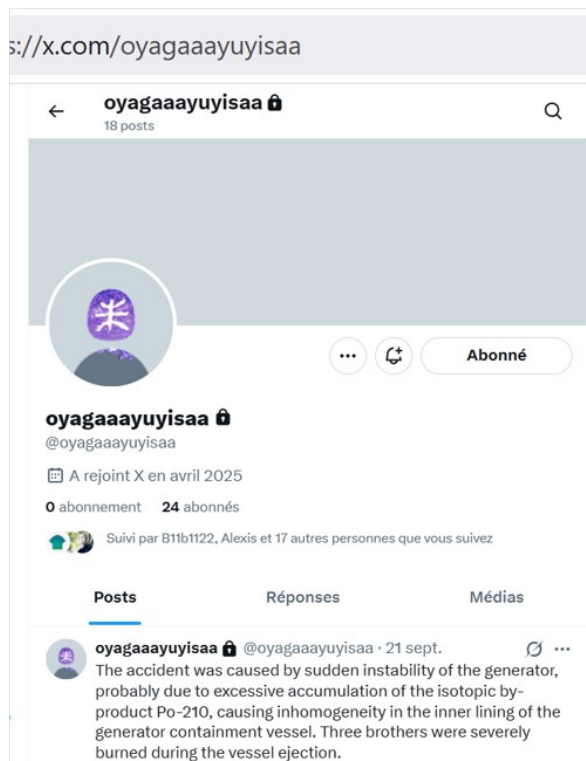 s://x.com/oyagaaayuyisaa
oyagaaayuyisaa
18 posts
Abonné
oyagaaayuyisaa
@oyagaaayuyisaa
A rejoint X en avril 2025
0 abonnement 24 abonnés
Suivi par B11b1122, Alexis et 17 autres personnes que vous suivez
Posts Réponses Médias
oyagaaayuyisaa @oyagaaayuyisaa · 21 sept.
The accident was caused by sudden instability of the generator,
probably due to excessive accumulation of the isotopic by-
product Po-210, causing inhomogeneity in the inner lining of the
generator containment vessel. Three brothers were severely
burned during the vessel ejection.